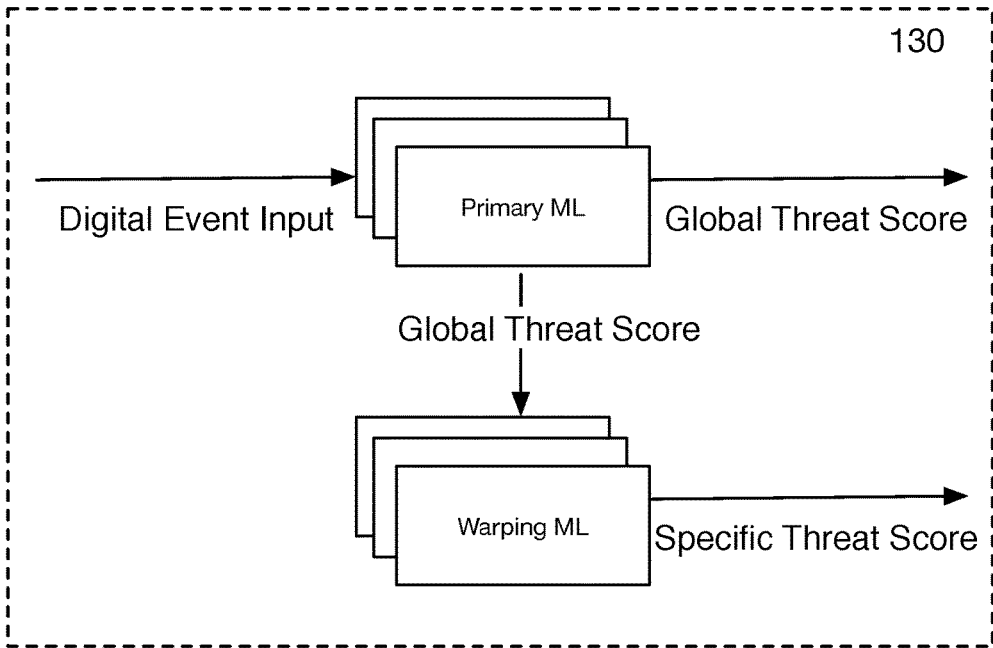 130
Primary ML
Digital Event Input
Global Threat Score
Global Threat Score
Warping ML
Specific Threat Score